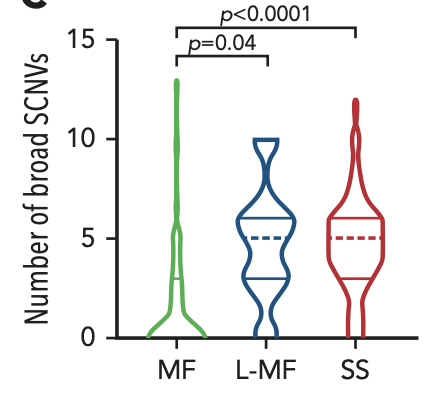 p<0.0001
p=0.04
Number of broad SCNVs
15
10
5
0
MF L-MF SS